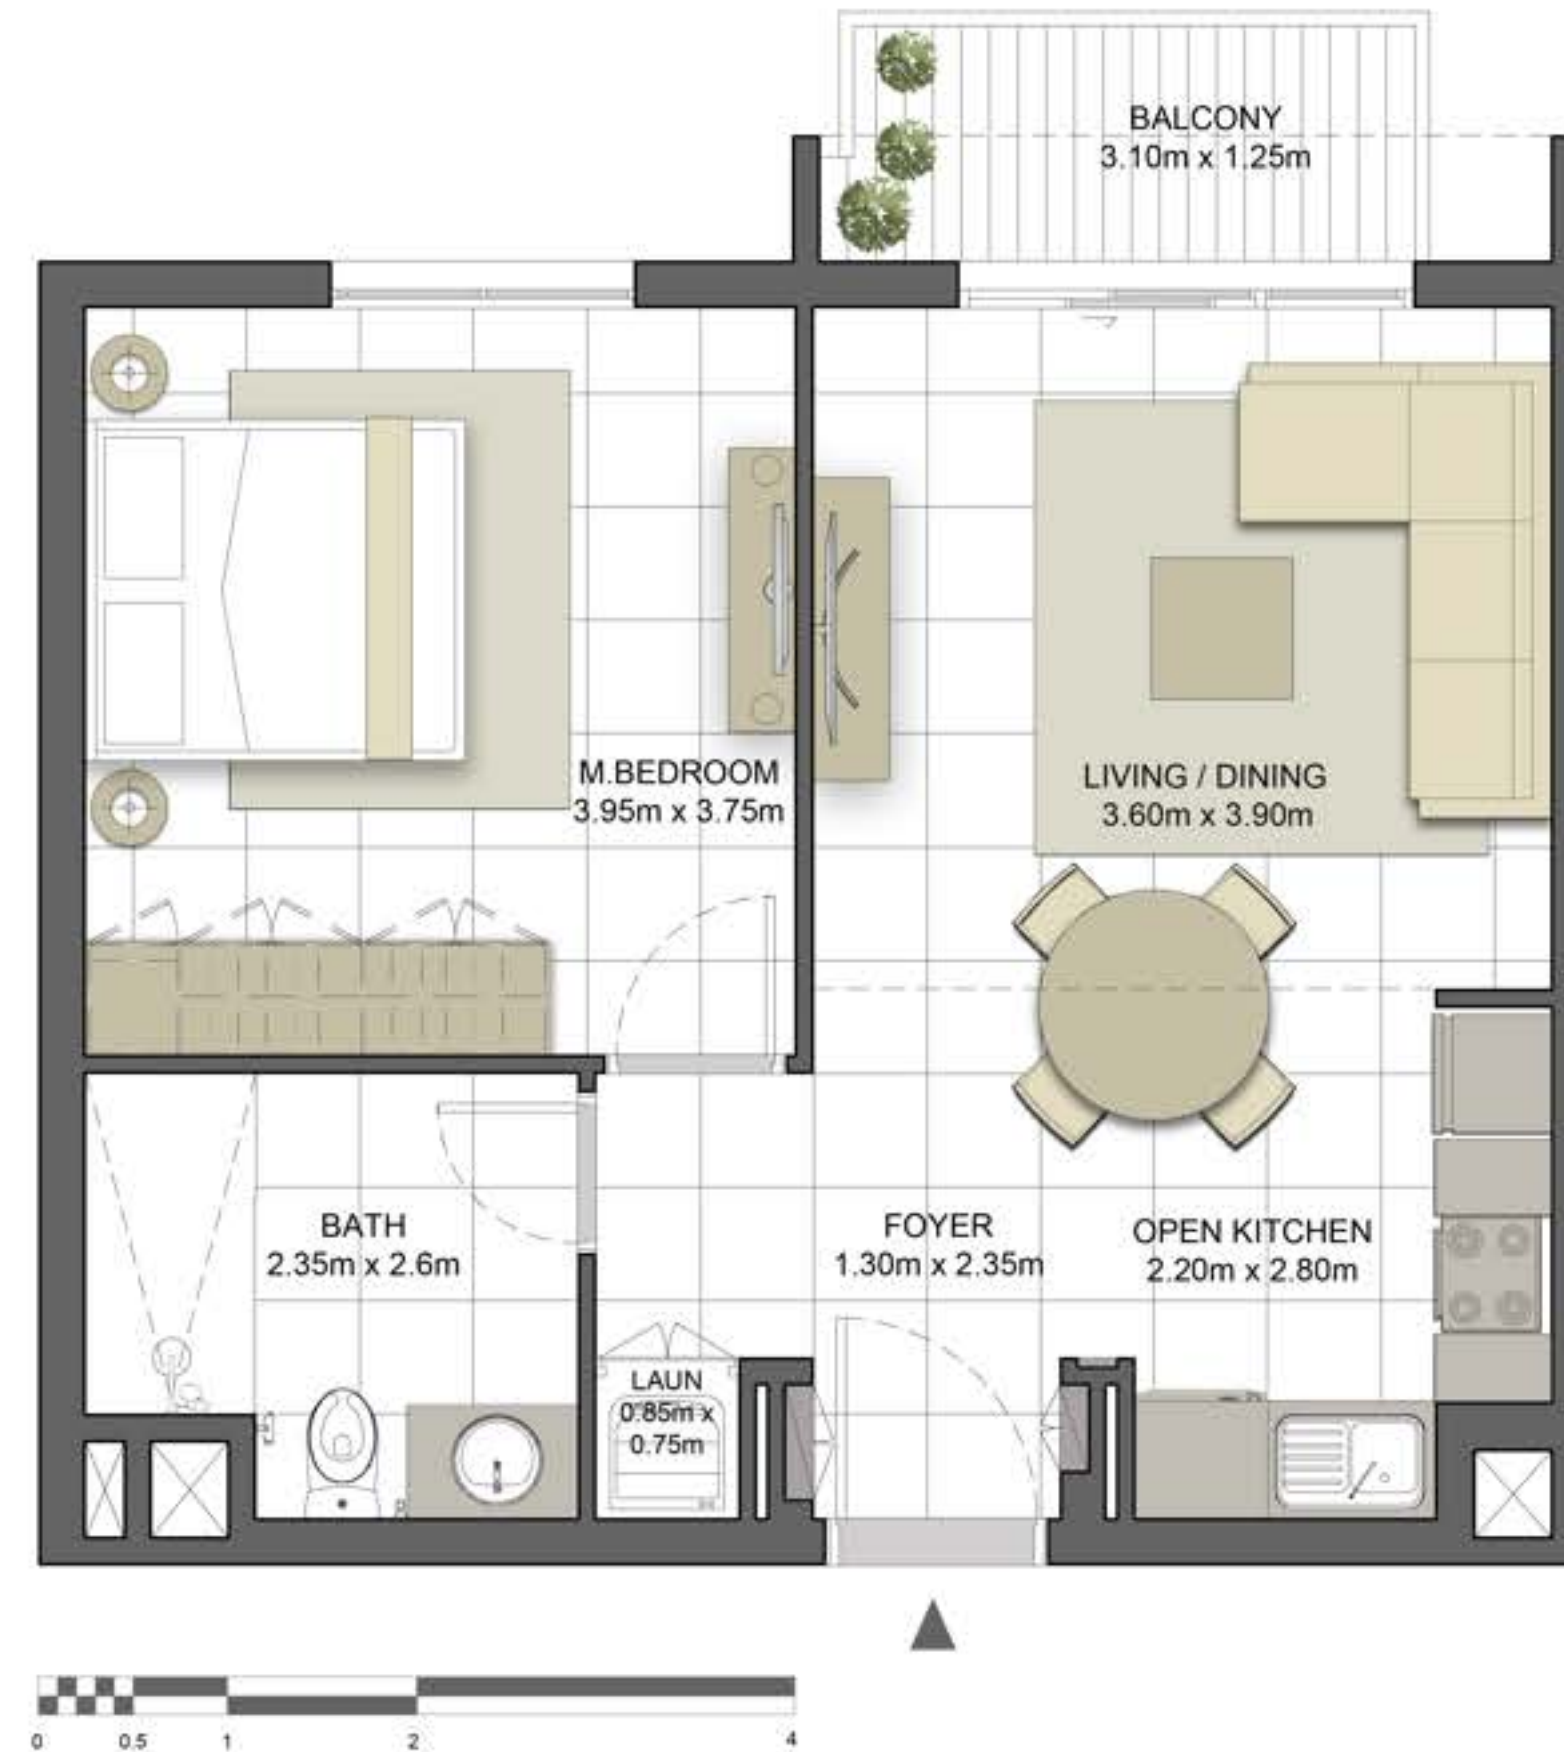 BALCONY
3.10m x 1.25m
M.BEDROOM
3.95m x 3.75m
LIVING / DINING
3.60m x 3.90m
BATH
2.35m x 2.6m
FOYER
1.30m x 2.35m
OPEN KITCHEN
2.20m x 2.80m
LAUN
0.85m x
0.75m
0 0.5 1 2 4